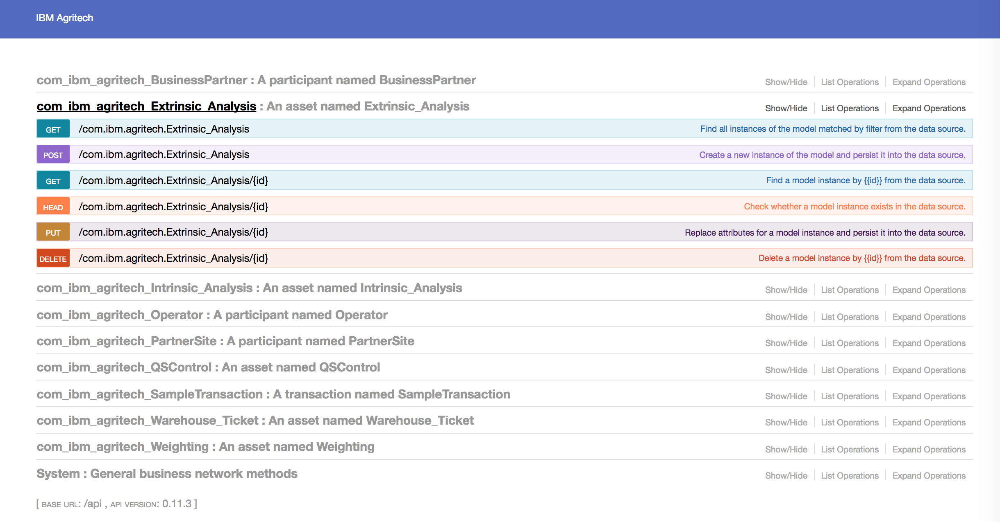 IBM Agritech
com_ibm_agritech_BusinessPartner : A participant named BusinessPartner Show/Hide List Operations Expand Operations
com_ibm_agritech_Extrinsic_Analysis : An asset named Extrinsic_Analysis Show/Hide List Operations Expand Operations
GET /com.ibm.agritech.Extrinsic_Analysis Find all instances of the model matched by filter from the data source.
POST /com.ibm.agritech.Extrinsic_Analysis Create a new instance of the model and persist it into the data source.
GET /com.ibm.agritech.Extrinsic_Analysis/{id} Find a model instance by {{id}} from the data source.
HEAD /com.ibm.agritech.Extrinsic_Analysis/{id} Check whether a model instance exists in the data source.
PUT /com.ibm.agritech.Extrinsic_Analysis/{id} Replace attributes for a model instance and persist it into the data source.
DELETE /com.ibm.agritech.Extrinsic_Analysis/{id} Delete a model instance by {{id}} from the data source.
com_ibm_agritech_Intrinsic_Analysis : An asset named Intrinsic_Analysis Show/Hide List Operations Expand Operations
com_ibm_agritech_Operator : A participant named Operator Show/Hide List Operations Expand Operations
com_ibm_agritech_PartnerSite : A participant named PartnerSite Show/Hide List Operations Expand Operations
com_ibm_agritech_QSControl : An asset named QSControl Show/Hide List Operations Expand Operations
com_ibm_agritech_SampleTransaction : A transaction named SampleTransaction Show/Hide List Operations Expand Operations
com_ibm_agritech_Warehouse_Ticket : An asset named Warehouse_Ticket Show/Hide List Operations Expand Operations
com_ibm_agritech_Weighting : An asset named Weighting Show/Hide List Operations Expand Operations
System : General business network methods Show/Hide List Operations Expand Operations
[ BASE URL: /api , API VERSION: 0.11.3 ]